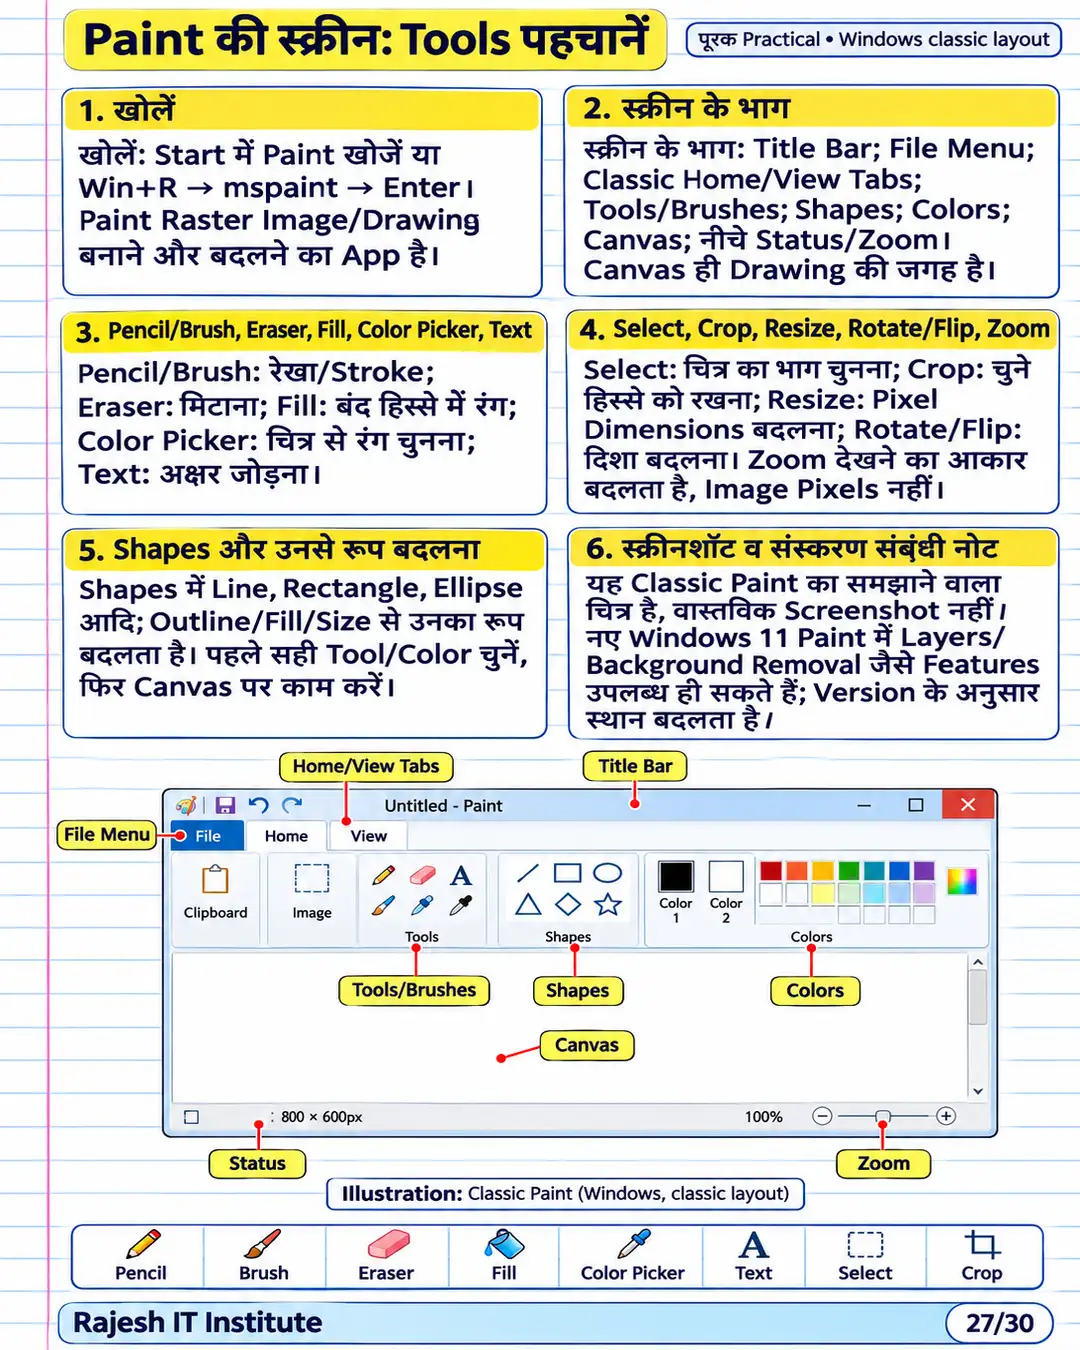 Paint की स्क्रीन: Tools पहचानें
पूरक Practical • Windows classic layout
1. खोलें
खोलें: Start में Paint खोजें या
Win+R → mspaint → Enter।
Paint Raster Image/Drawing
बनाने और बदलने का App है।
2. स्क्रीन के भाग
स्क्रीन के भाग: Title Bar; File Menu;
Classic Home/View Tabs;
Tools/Brushes; Shapes; Colors;
Canvas; नीचे Status/Zoom।
Canvas ही Drawing की जगह है।
3. Pencil/Brush, Eraser, Fill, Color Picker, Text
Pencil/Brush: रेखा/Stroke;
Eraser: मिटाना; Fill: बंद हिस्से में रंग;
Color Picker: चित्र से रंग चुनना;
Text: अक्षर जोड़ना।
4. Select, Crop, Resize, Rotate/Flip, Zoom
Select: चित्र का भाग चुनना; Crop: चुने
हिस्से को रखना; Resize: Pixel
Dimensions बदलना; Rotate/Flip:
दिशा बदलना। Zoom देखने का आकार
बदलता है, Image Pixels नहीं।
5. Shapes और उनसे रूप बदलना
Shapes में Line, Rectangle, Ellipse
आदि; Outline/Fill/Size से उनका रूप
बदलता है। पहले सही Tool/Color चुनें,
फिर Canvas पर काम करें।
6. स्क्रीनशॉट व संस्करण संबुंधी नोट
यह Classic Paint का समझाने वाला
चित्र है, वास्तविक Screenshot नहीं।
नए Windows 11 Paint में Layers/
Background Removal जैसे Features
उपलब्ध ही सकते हैं; Version के अनुसार
स्थान बदलता है।
Home/View Tabs
Title Bar
Untitled - Paint
File Menu
File
Home
View
Clipboard
Image
Tools
Shapes
Color 1
Color 2
Colors
Tools/Brushes
Shapes
Colors
Canvas
: 800 × 600px
100%
Status
Zoom
Illustration: Classic Paint (Windows, classic layout)
Pencil
Brush
Eraser
Fill
Color Picker
Text
Select
Crop
Rajesh IT Institute
27/30